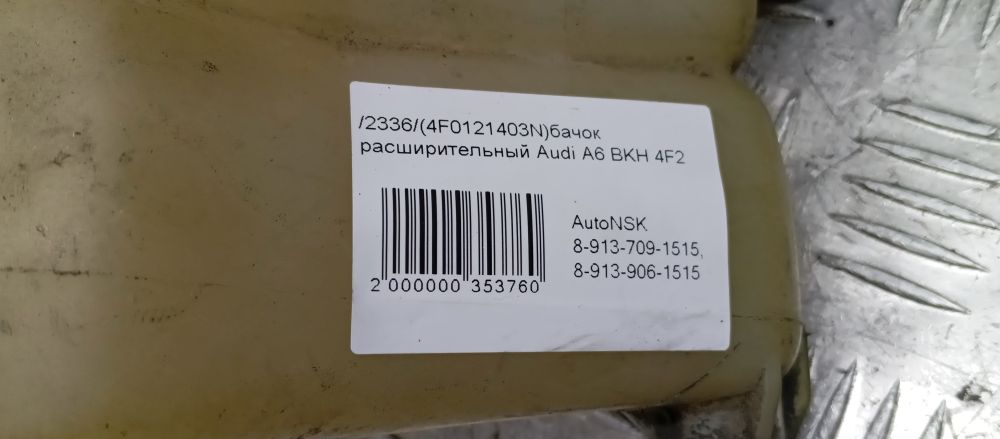 /2336/(4F0121403N)бачок
расширительный Audi A6 BKH 4F2
AutoNSK
8-913-709-1515,
8-913-906-1515
2 000000 353760